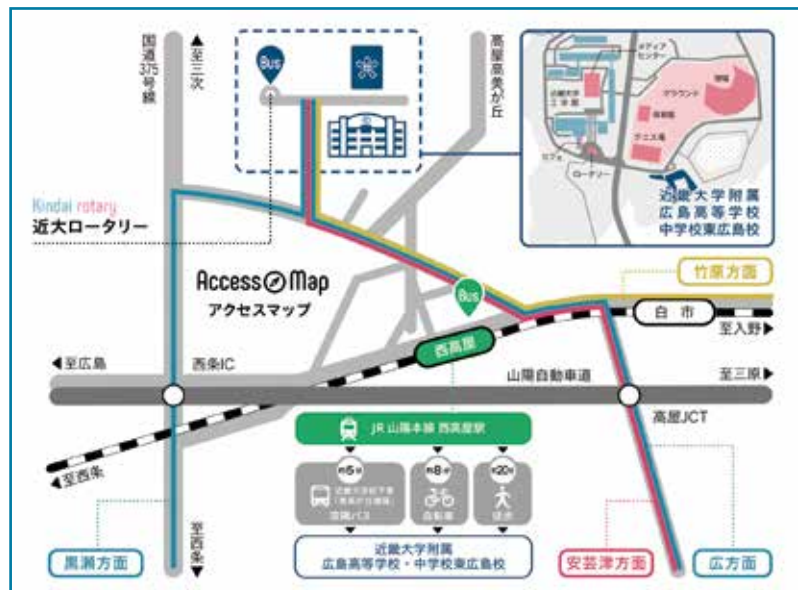 国道375号線
▲至三次
Bus
高屋高美が丘
メディアセンター
近畿大学
工学部
グラウンド
体育館
テニス場
カフェ
ロータリー
近畿大学附属
広島高等学校
中学校東広島校
Kindai rotary
近大ロータリー
Access Map
アクセスマップ
Bus
竹原方面
白市
至入野▶
西高屋
◀至広島
西条IC
山陽自動車道
至三原▶
高屋JCT
◀至西条
JR 山陽本線 西高屋駅
約5分
約8分
約20分
自転車
徒歩
近畿大学附属
広島高等学校・中学校東広島校
至西条▼
黒瀬方面
安芸津方面
広方面